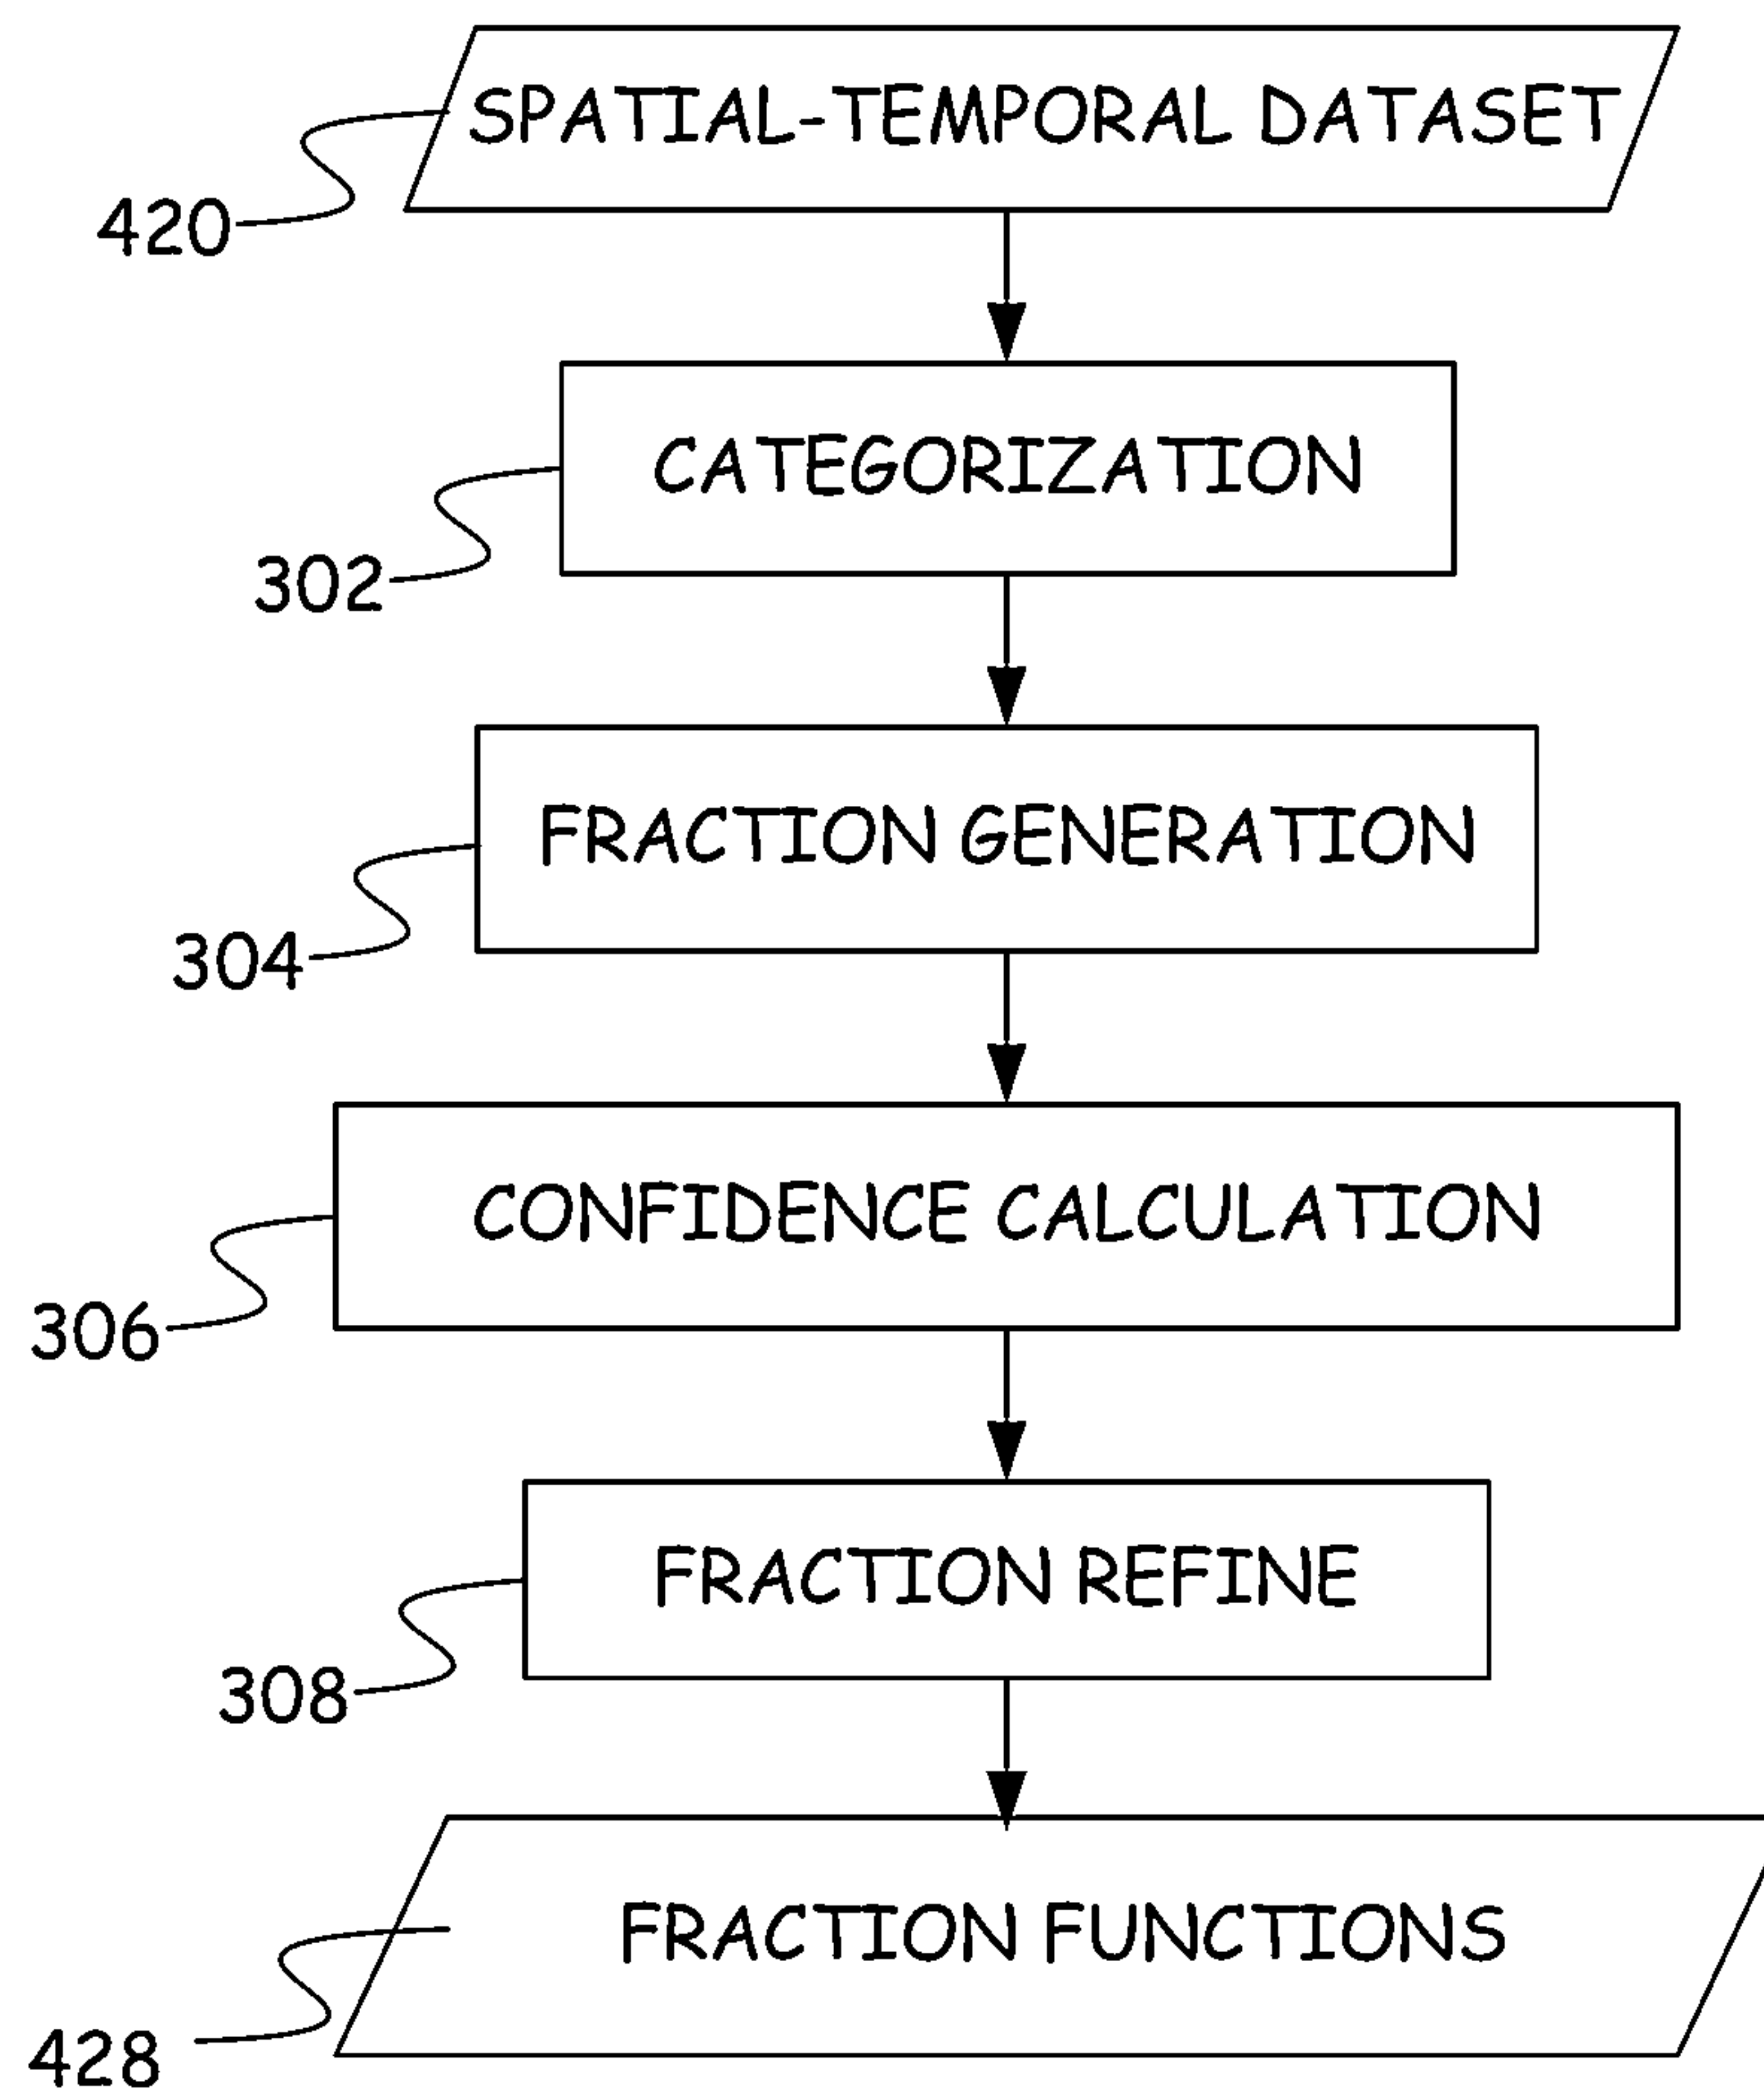 SPATIAL-TEMPORAL DATASET
420
CATEGORIZATION
302
FRACTION GENERATION
304
CONFIDENCE CALCULATION
306
FRACTION REFINE
308
FRACTION FUNCTIONS
428